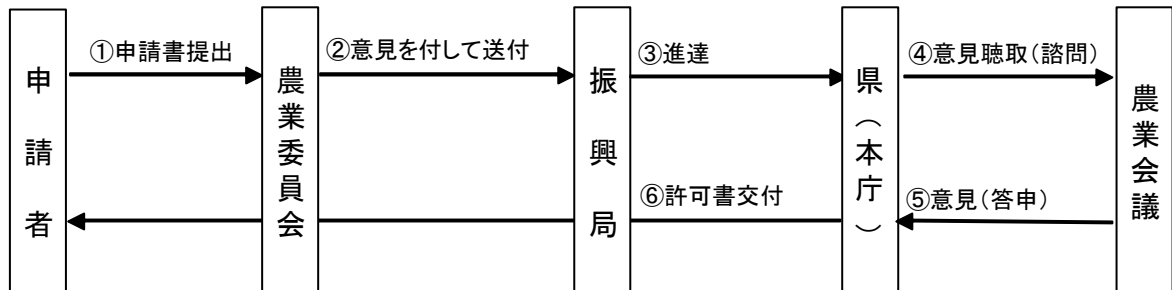 申請者
①申請書提出
農業委員会
②意見を付して送付
振興局
③進達
⑥許可書交付
県（本庁）
④意見聴取（諮問）
⑤意見（答申）
農業会議